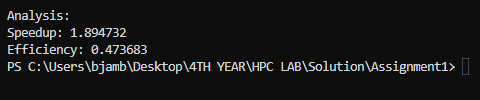 Analysis:
Speedup: 1.894732
Efficiency: 0.473683
PS C:\Users\bjamb\Desktop\4TH YEAR\HPC LAB\Solution\Assignment1>